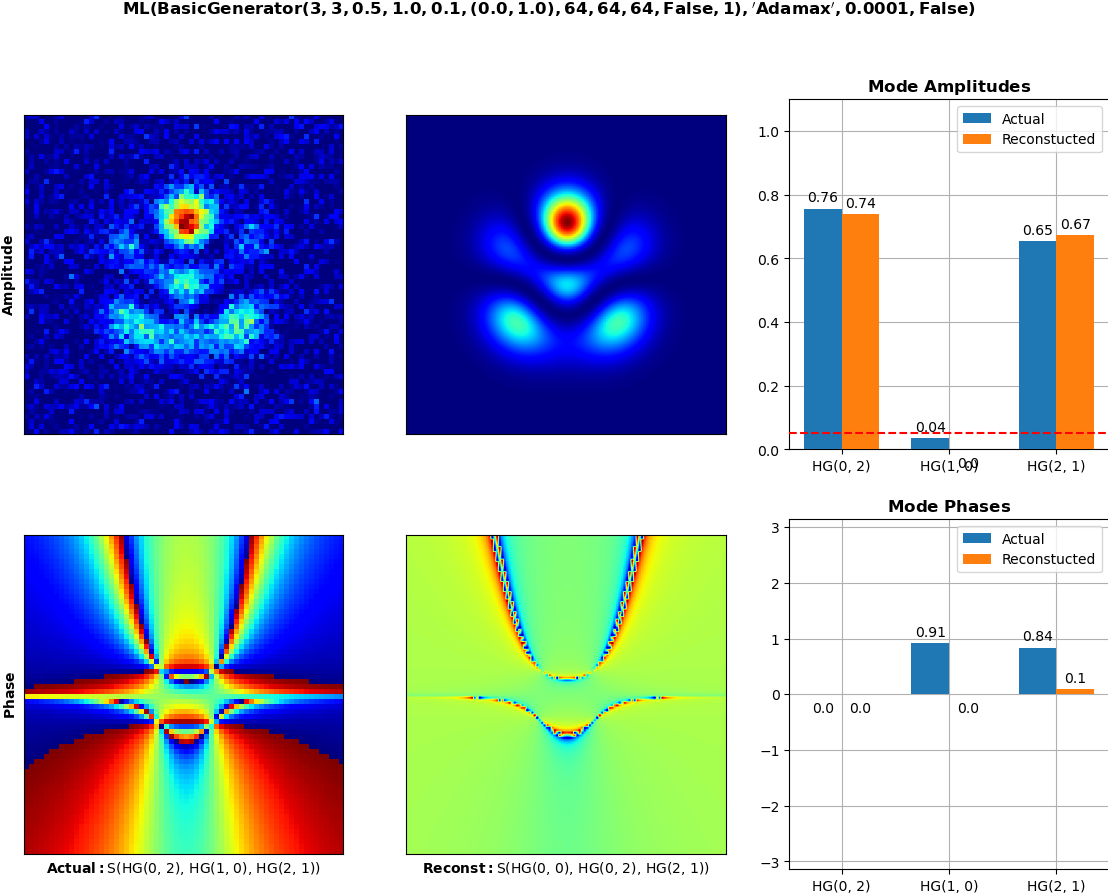 ML(BasicGenerator(3, 3, 0.5, 1.0, 0.1, (0.0, 1.0), 64, 64, 64, False, 1), 'Adamax', 0.0001, False)
Amplitude
Mode Amplitudes
Actual
Reconstucted
1.0
0.8
0.6
0.4
0.2
0.0
0.76
0.74
0.04
0.0
0.65
0.67
HG(0, 2)
HG(1, 0)
HG(2, 1)
Phase
Actual: S(HG(0, 2), HG(1, 0), HG(2, 1))
Reconst: S(HG(0, 0), HG(0, 2), HG(2, 1))
Mode Phases
Actual
Reconstucted
3
2
1
0
−1
−2
−3
0.0
0.0
0.91
0.0
0.84
0.1
HG(0, 2)
HG(1, 0)
HG(2, 1)